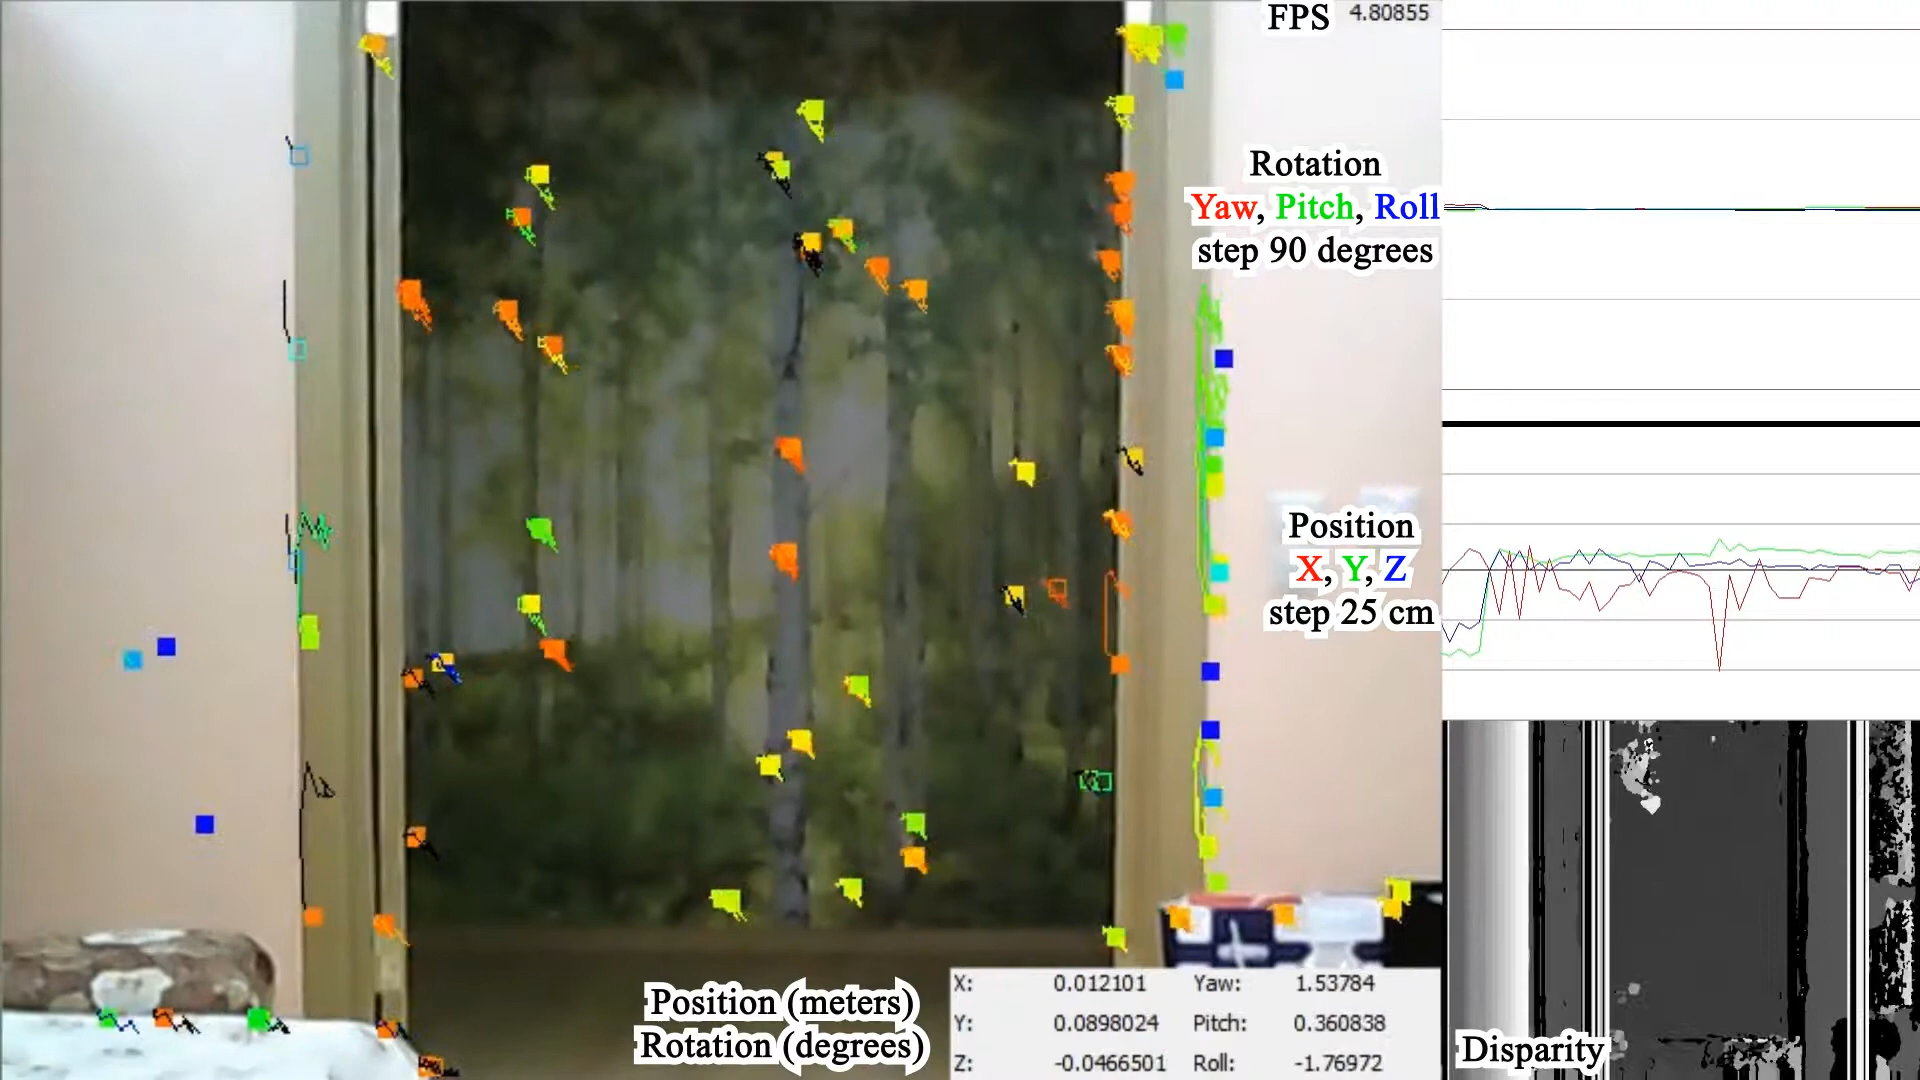 FPS 4.80855
Rotation
Yaw, Pitch, Roll
step 90 degrees
Position
X, Y, Z
step 25 cm
Position (meters)
Rotation (degrees)
X: 0.012101 Yaw: 1.53784
Y: 0.0898024 Pitch: 0.360838
Z: -0.0466501 Roll: -1.76972
Disparity